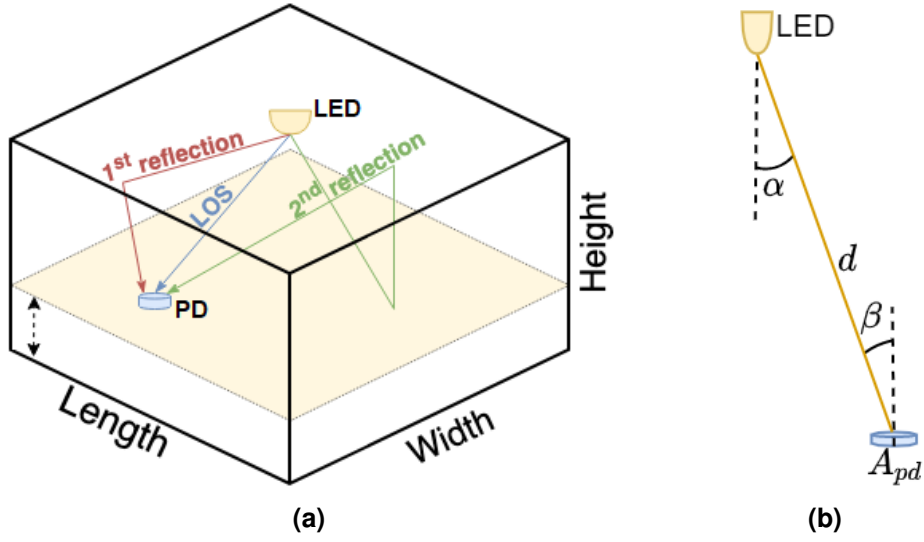 LED
1st reflection
LOS
2nd reflection
PD
Height
Length
Width
(a)
LED
α
d
β
A_pd
(b)